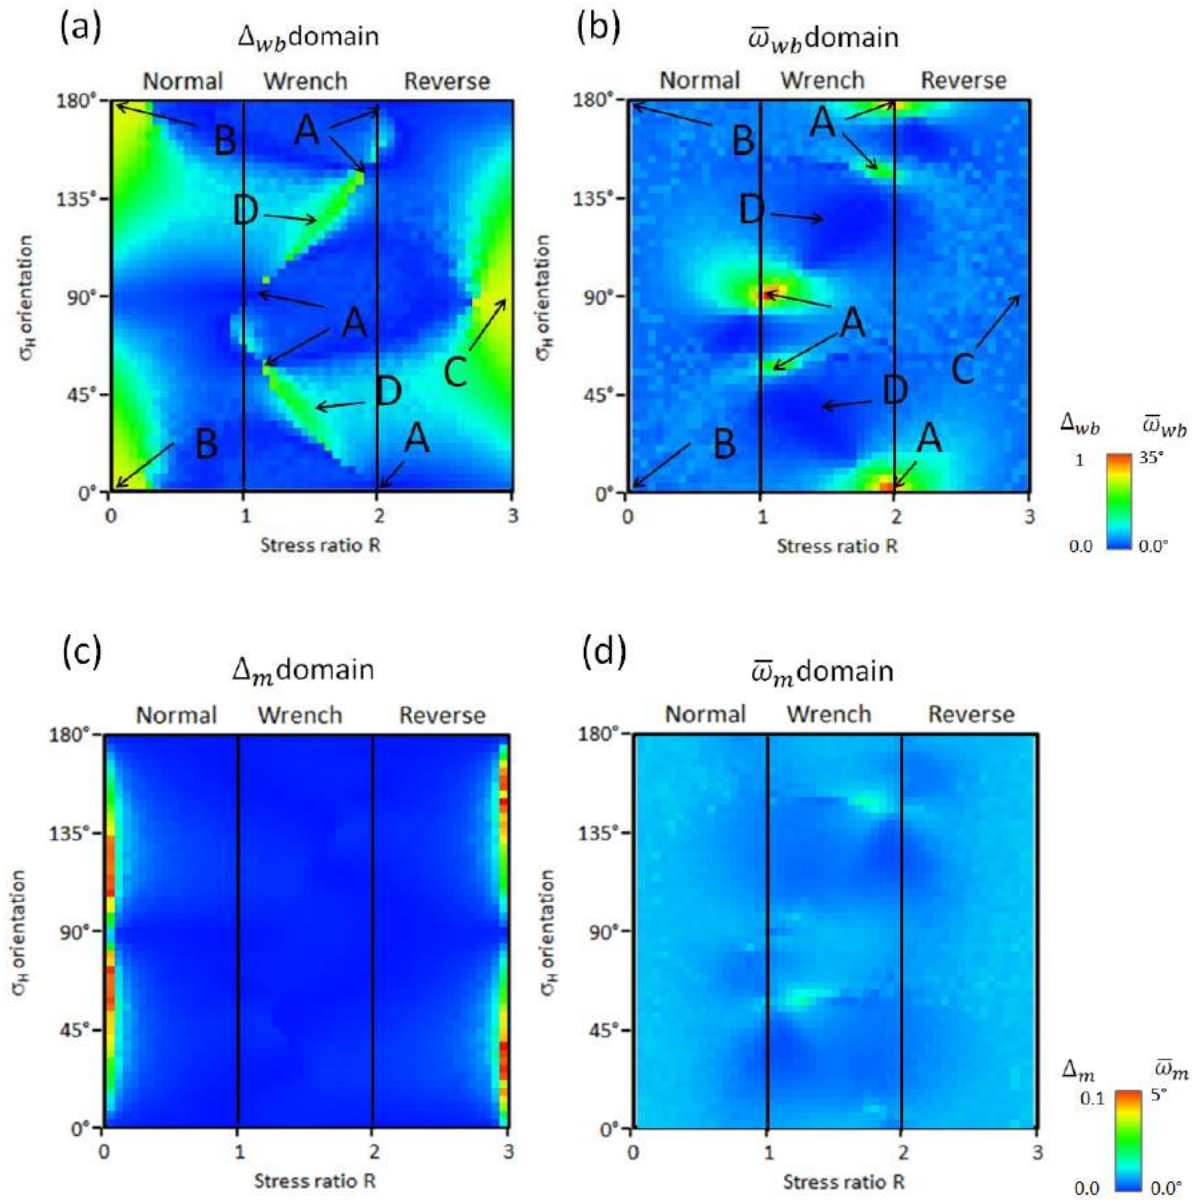 (a)
Δwb domain
(b)
ω̅wb domain
Normal Wrench Reverse
Normal Wrench Reverse
180°
135°
90°
45°
0°
σH orientation
B
A
D
A
C
D
B
A
0 1 2 3
Stress ratio R
180°
135°
90°
45°
0°
σH orientation
B
A
D
A
C
D
B
A
0 1 2 3
Stress ratio R
Δwb ω̅wb
1 35°
0.0 0.0°
(c)
Δm domain
(d)
ω̅m domain
Normal Wrench Reverse
Normal Wrench Reverse
180°
135°
90°
45°
0°
σH orientation
0 1 2 3
Stress ratio R
180°
135°
90°
45°
0°
σH orientation
0 1 2 3
Stress ratio R
Δm ω̅m
0.1 5°
0.0 0.0°